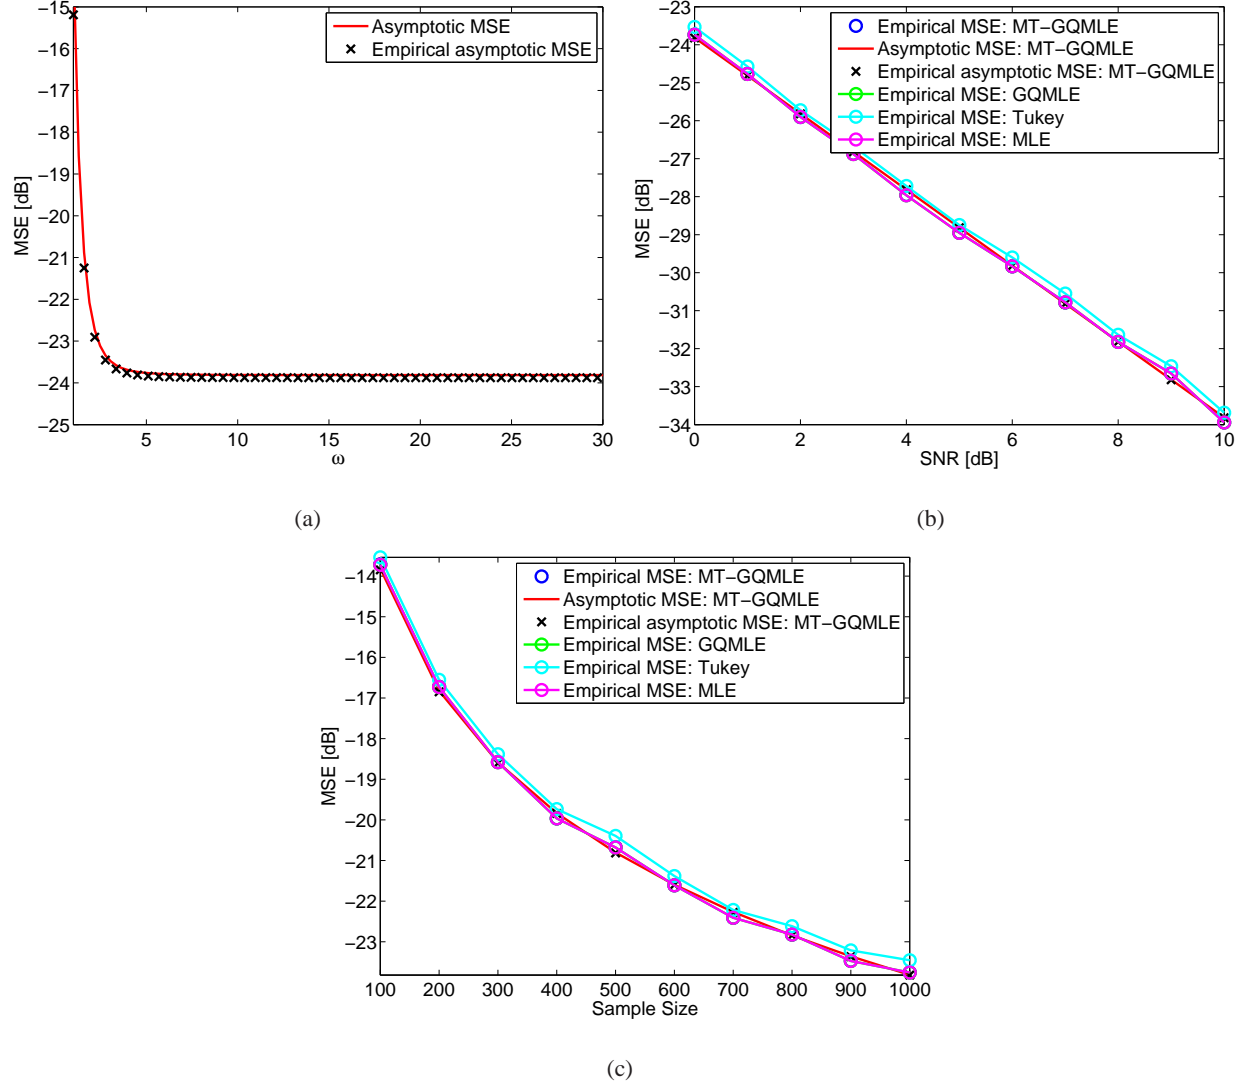 −15
−16
−17
−18
−19
−20
−21
−22
−23
−24
−25
MSE [dB]
5
10
15
20
25
30
ω
Asymptotic MSE
Empirical asymptotic MSE
(a)
−23
−24
−25
−26
−27
−28
−29
−30
−31
−32
−33
−34
MSE [dB]
0
2
4
6
8
10
SNR [dB]
Empirical MSE: MT−GQMLE
Asymptotic MSE: MT−GQMLE
Empirical asymptotic MSE: MT−GQMLE
Empirical MSE: GQMLE
Empirical MSE: Tukey
Empirical MSE: MLE
(b)
−14
−15
−16
−17
−18
−19
−20
−21
−22
−23
MSE [dB]
100
200
300
400
500
600
700
800
900
1000
Sample Size
Empirical MSE: MT−GQMLE
Asymptotic MSE: MT−GQMLE
Empirical asymptotic MSE: MT−GQMLE
Empirical MSE: GQMLE
Empirical MSE: Tukey
Empirical MSE: MLE
(c)